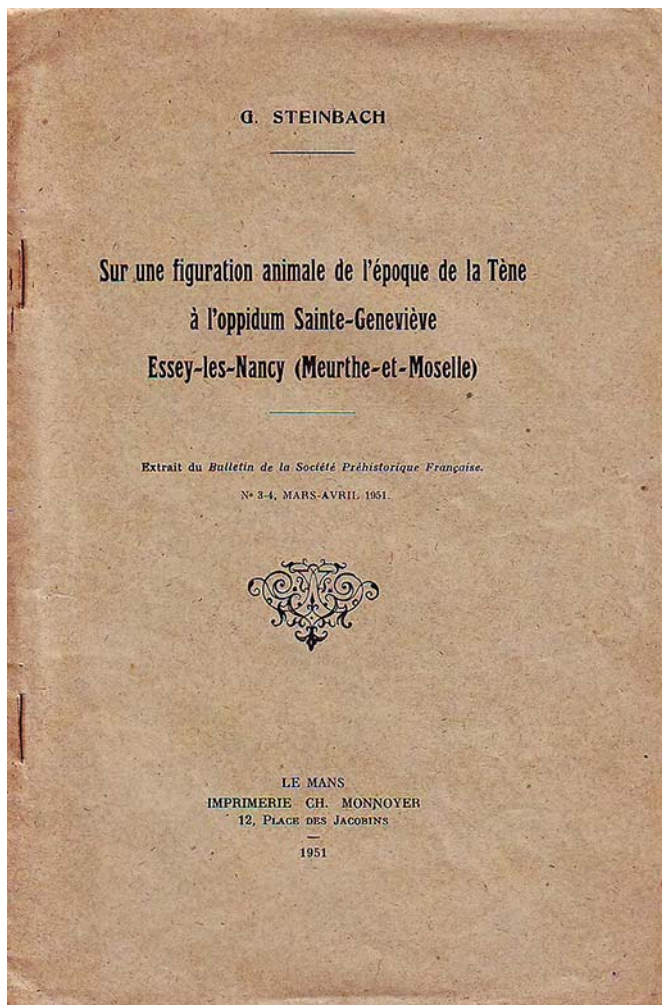 G. STEINBACH
Sur une figuration animale de l'époque de la Tène
à l'oppidum Sainte-Geneviève
Essey-les-Nancy (Meurthe-et-Moselle)
Extrait du Bulletin de la Société Préhistorique Française.
Nº 3-4, MARS-AVRIL 1951.
LE MANS
IMPRIMERIE CH. MONNOYER
12, PLACE DES JACOBINS
1951